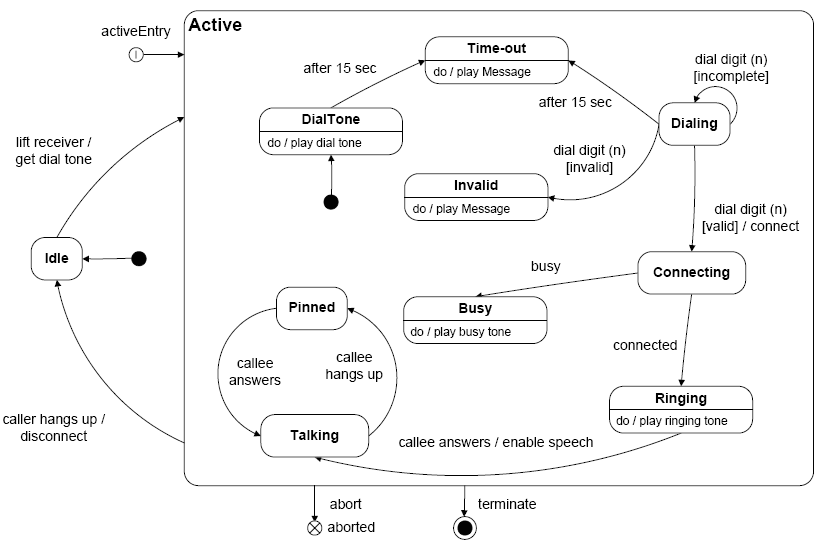 Active
activeEntry
Time-out
do / play Message
dial digit (n)
[incomplete]
after 15 sec
after 15 sec
DialTone
do / play dial tone
Dialing
lift receiver /
get dial tone
dial digit (n)
[invalid]
Invalid
do / play Message
dial digit (n)
[valid] / connect
Idle
busy
Connecting
Pinned
Busy
do / play busy tone
connected
callee
answers
callee
hangs up
Ringing
do / play ringing tone
caller hangs up /
disconnect
Talking
callee answers / enable speech
abort
terminate
aborted